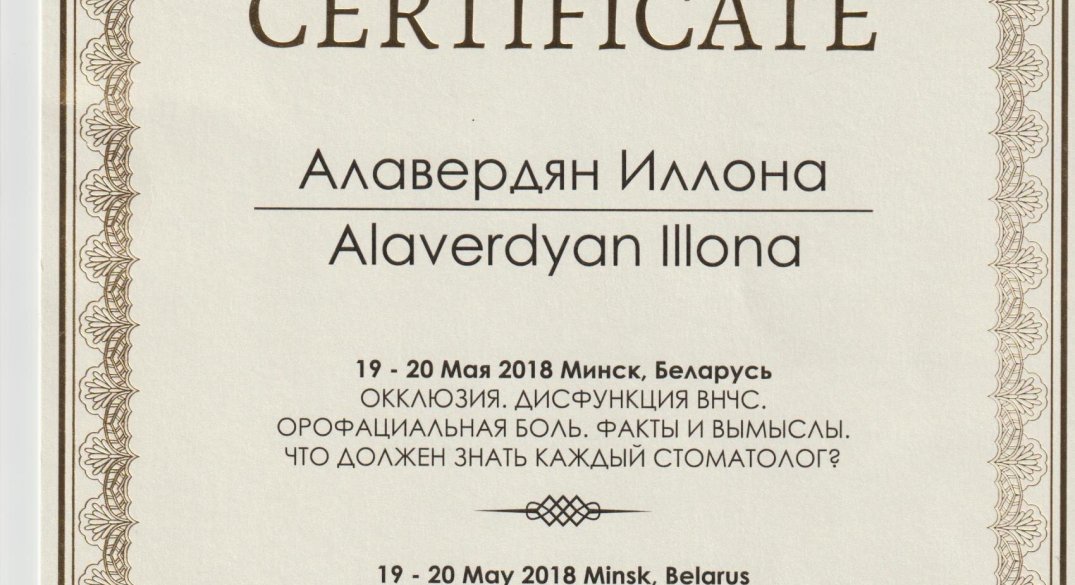 CERTIFICATE
Алавердян Иллона
Alaverdyan Illona
19 - 20 Мая 2018 Минск, Беларусь
ОККЛЮЗИЯ. ДИСФУНКЦИЯ ВНЧС.
ОРОФАЦИАЛЬНАЯ БОЛЬ. ФАКТЫ И ВЫМЫСЛЫ.
ЧТО ДОЛЖЕН ЗНАТЬ КАЖДЫЙ СТОМАТОЛОГ?
19 - 20 May 2018 Minsk, Belarus